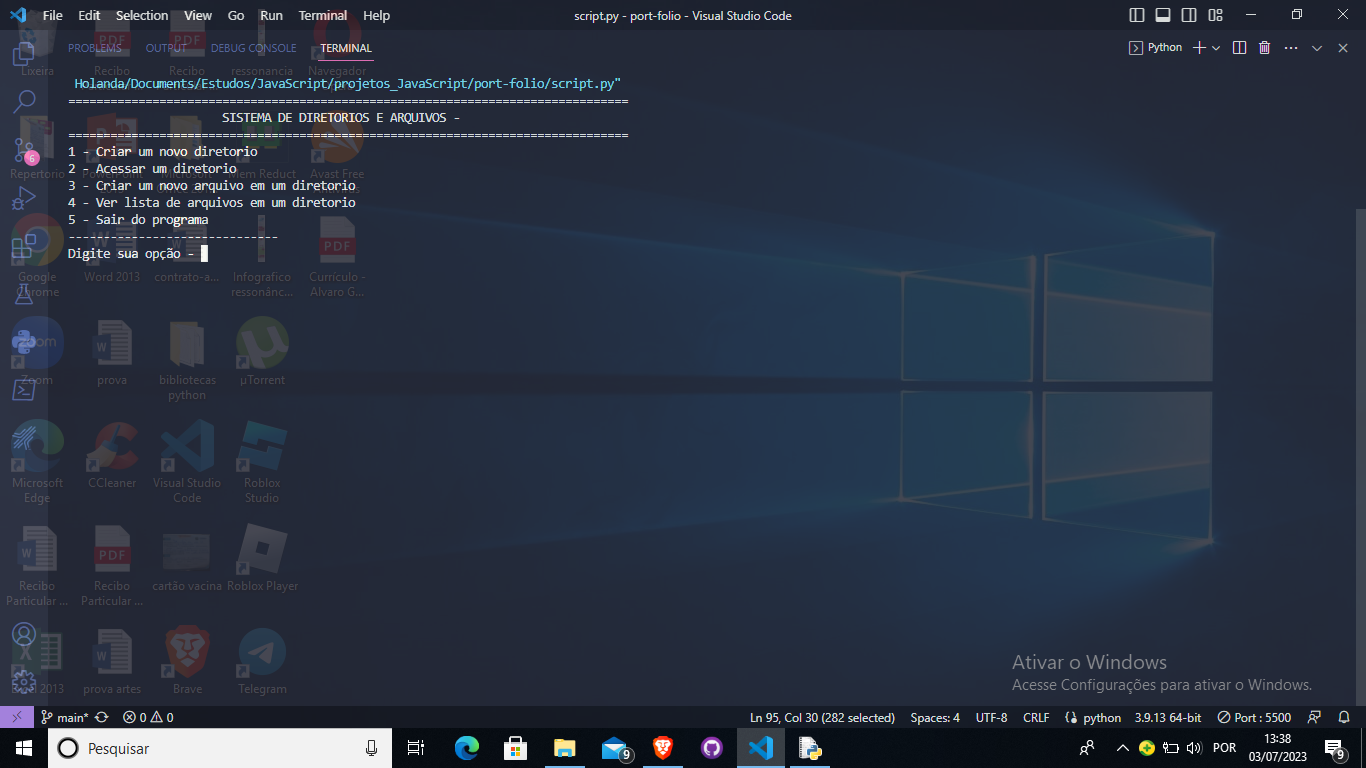 File Edit Selection View Go Run Terminal Help
script.py - port-folio - Visual Studio Code
PROBLEMS OUTPUT DEBUG CONSOLE TERMINAL
Python
Lixeira Recibo Recibo ressonancia Navegador
Holanda/Documents/Estudos/JavaScript/projetos_JavaScript/port-folio/script.py"
================================================================================
SISTEMA DE DIRETORIOS E ARQUIVOS -
================================================================================
1 - Criar um novo diretorio
2 - Acessar um diretorio
3 - Criar um novo arquivo em um diretorio
4 - Ver lista de arquivos em um diretorio
5 - Sair do programa
------------------------------
Digite sua opção -
6
Repertorio PowerPoint Microsoft Mem Reduct Avast Free
Google Chrome
Word 2013
contrato-a...
Infografico ressonânc...
PDF
Currículo - Alvaro G...
Zoom
prova
bibliotecas python
µTorrent
Microsoft Edge
CCleaner
Visual Studio Code
Roblox Studio
Recibo Particular ...
PDF
Recibo Particular ...
cartão vacina
Roblox Player
Excel 2013
prova artes
Brave
Telegram
Ativar o Windows
Acesse Configurações para ativar o Windows.
main* 0 0
Ln 95, Col 30 (282 selected) Spaces: 4 UTF-8 CRLF python 3.9.13 64-bit Port : 5500
Pesquisar
9
POR
13:38
03/07/2023
9